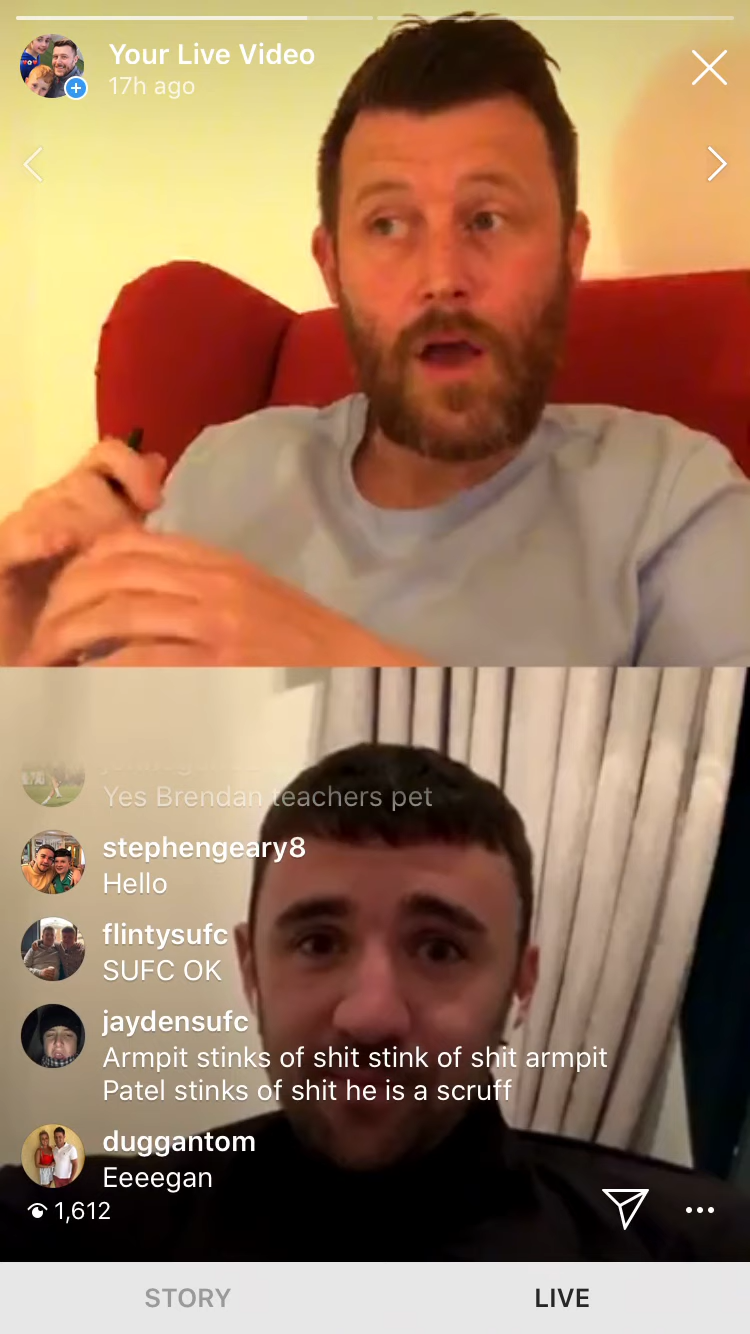 Your Live Video
17h ago
Yes Brendan teachers pet
stephengeary8
Hello
flintysufc
SUFC OK
jaydensufc
Armpit stinks of shit stink of shit armpit
Patel stinks of shit he is a scruff
duggantom
Eeeegan
1,612
STORY
LIVE